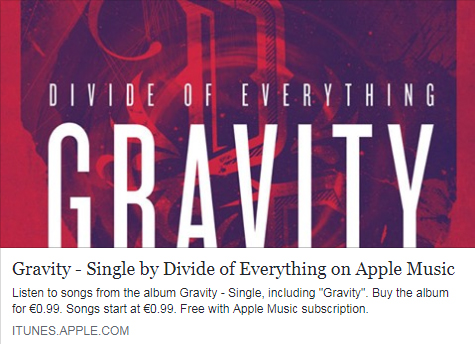 DIVIDE OF EVERYTHING
GRAVITY
Gravity - Single by Divide of Everything on Apple Music
Listen to songs from the album Gravity - Single, including "Gravity". Buy the album
for €0.99. Songs start at €0.99. Free with Apple Music subscription.
ITUNES.APPLE.COM